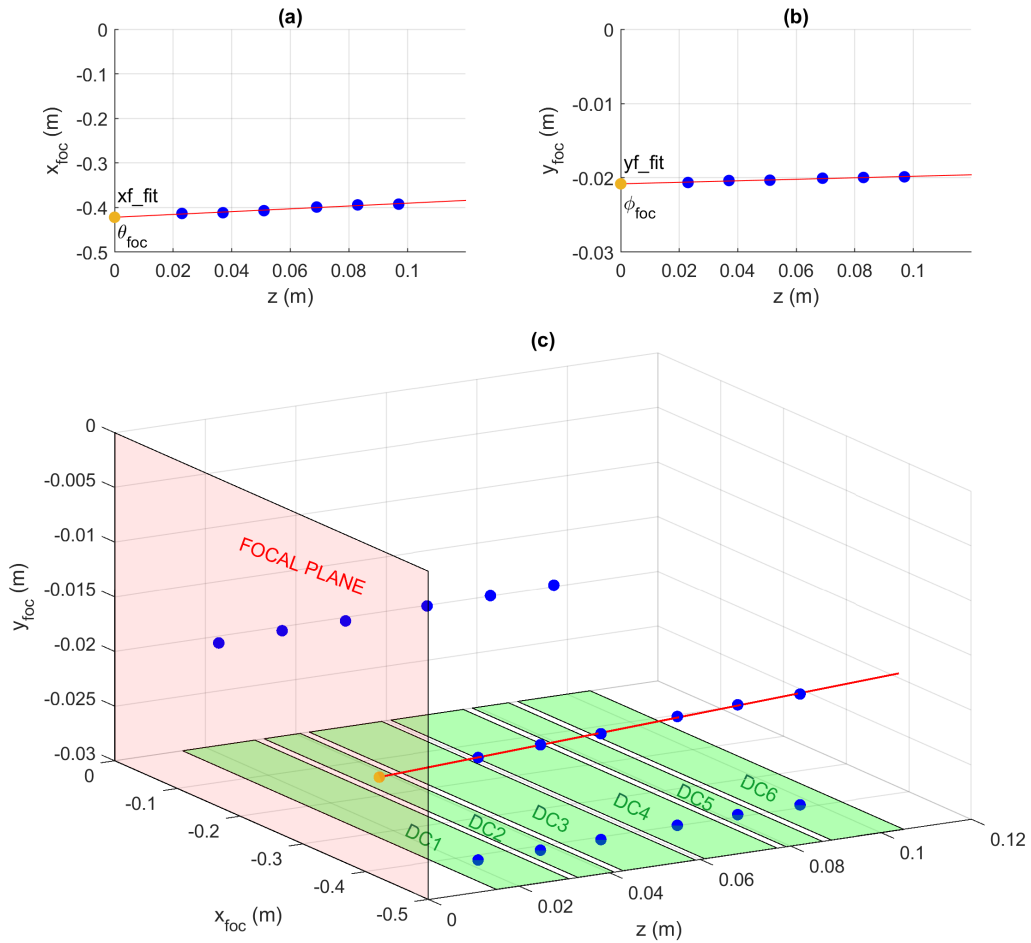 (a)
0
-0.1
-0.2
-0.3
-0.4
-0.5
x_foc (m)
xf_fit
θ_foc
0 0.02 0.04 0.06 0.08 0.1
z (m)
(b)
0
-0.01
-0.02
-0.03
y_foc (m)
yf_fit
ϕ_foc
0 0.02 0.04 0.06 0.08 0.1
z (m)
(c)
0
-0.005
-0.01
-0.015
-0.02
-0.025
-0.03
y_foc (m)
FOCAL PLANE
DC1
DC2
DC3
DC4
DC5
DC6
0
-0.1
-0.2
-0.3
-0.4
-0.5
x_foc (m)
0
0.02
0.04
0.06
0.08
0.1
0.12
z (m)